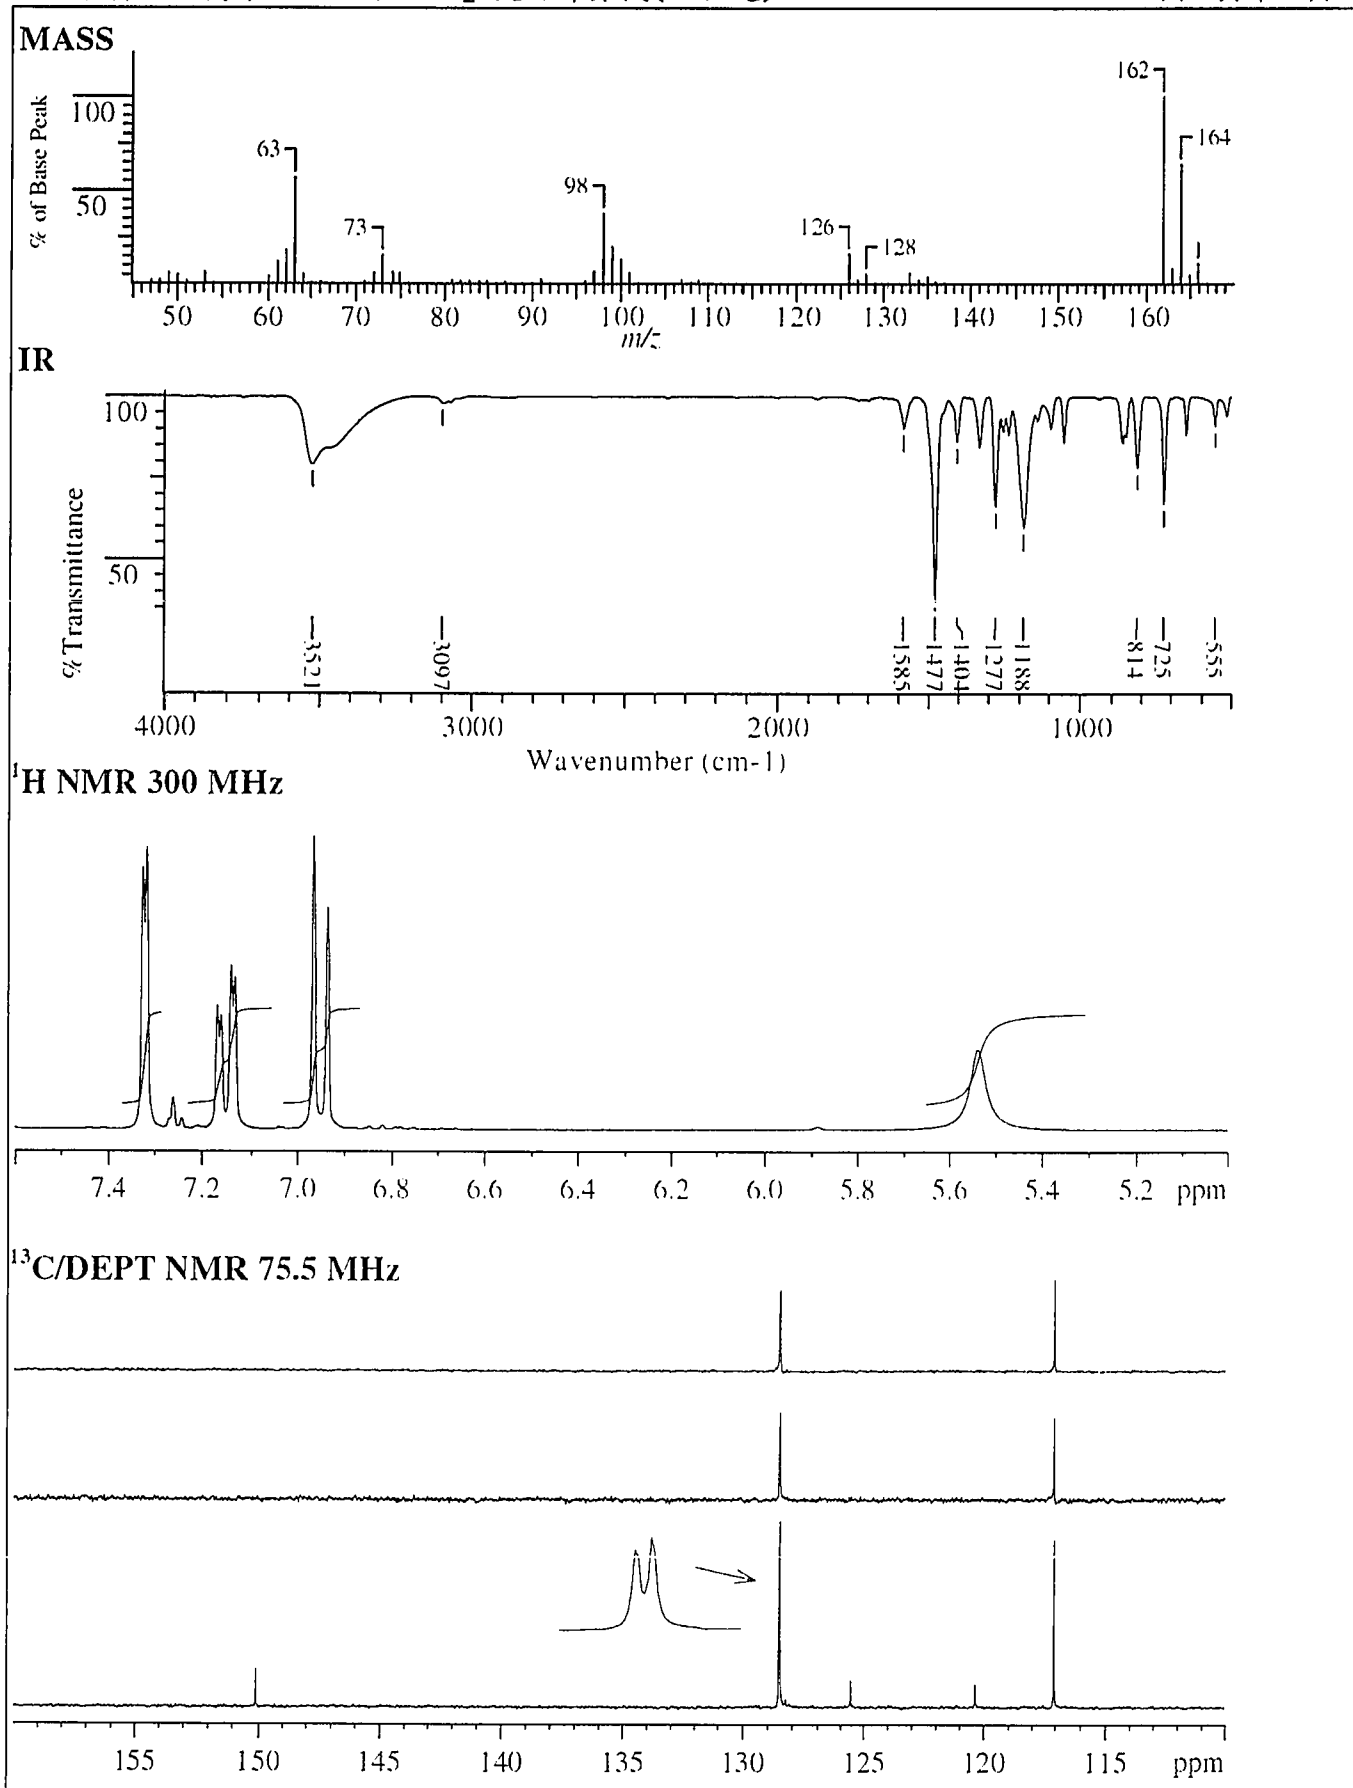 MASS
% of Base Peak
100
50
63
73
98
126
128
162
164
50 60 70 80 90 100 110 120 130 140 150 160
m/z
IR
% Transmittance
100
50
3521 3097 1585 1477 1404 1277 1188 814 725 555
4000 3000 2000 1000
Wavenumber (cm-1)
¹H NMR 300 MHz
7.4 7.2 7.0 6.8 6.6 6.4 6.2 6.0 5.8 5.6 5.4 5.2 ppm
¹³C/DEPT NMR 75.5 MHz
155 150 145 140 135 130 125 120 115 ppm